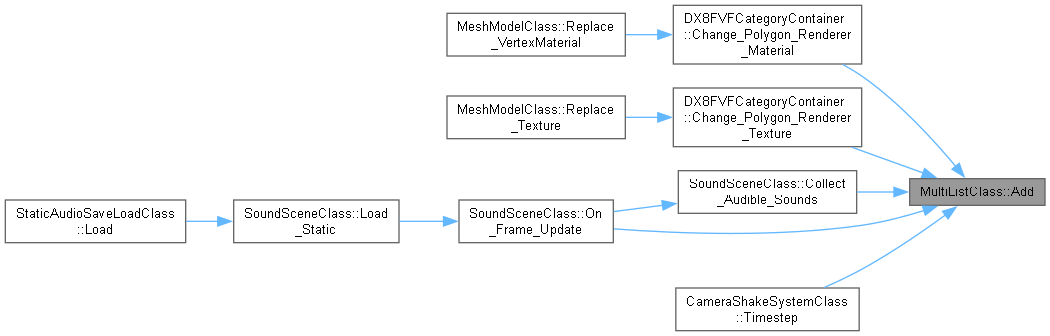 MeshModelClass::Replace
_VertexMaterial
DX8FVFCategoryContainer
::Change_Polygon_Renderer
_Material
MeshModelClass::Replace
_Texture
DX8FVFCategoryContainer
::Change_Polygon_Renderer
_Texture
StaticAudioSaveLoadClass
::Load
SoundSceneClass::Load
_Static
SoundSceneClass::On
_Frame_Update
SoundSceneClass::Collect
_Audible_Sounds
MultiListClass::Add
CameraShakeSystemClass
::Timestep